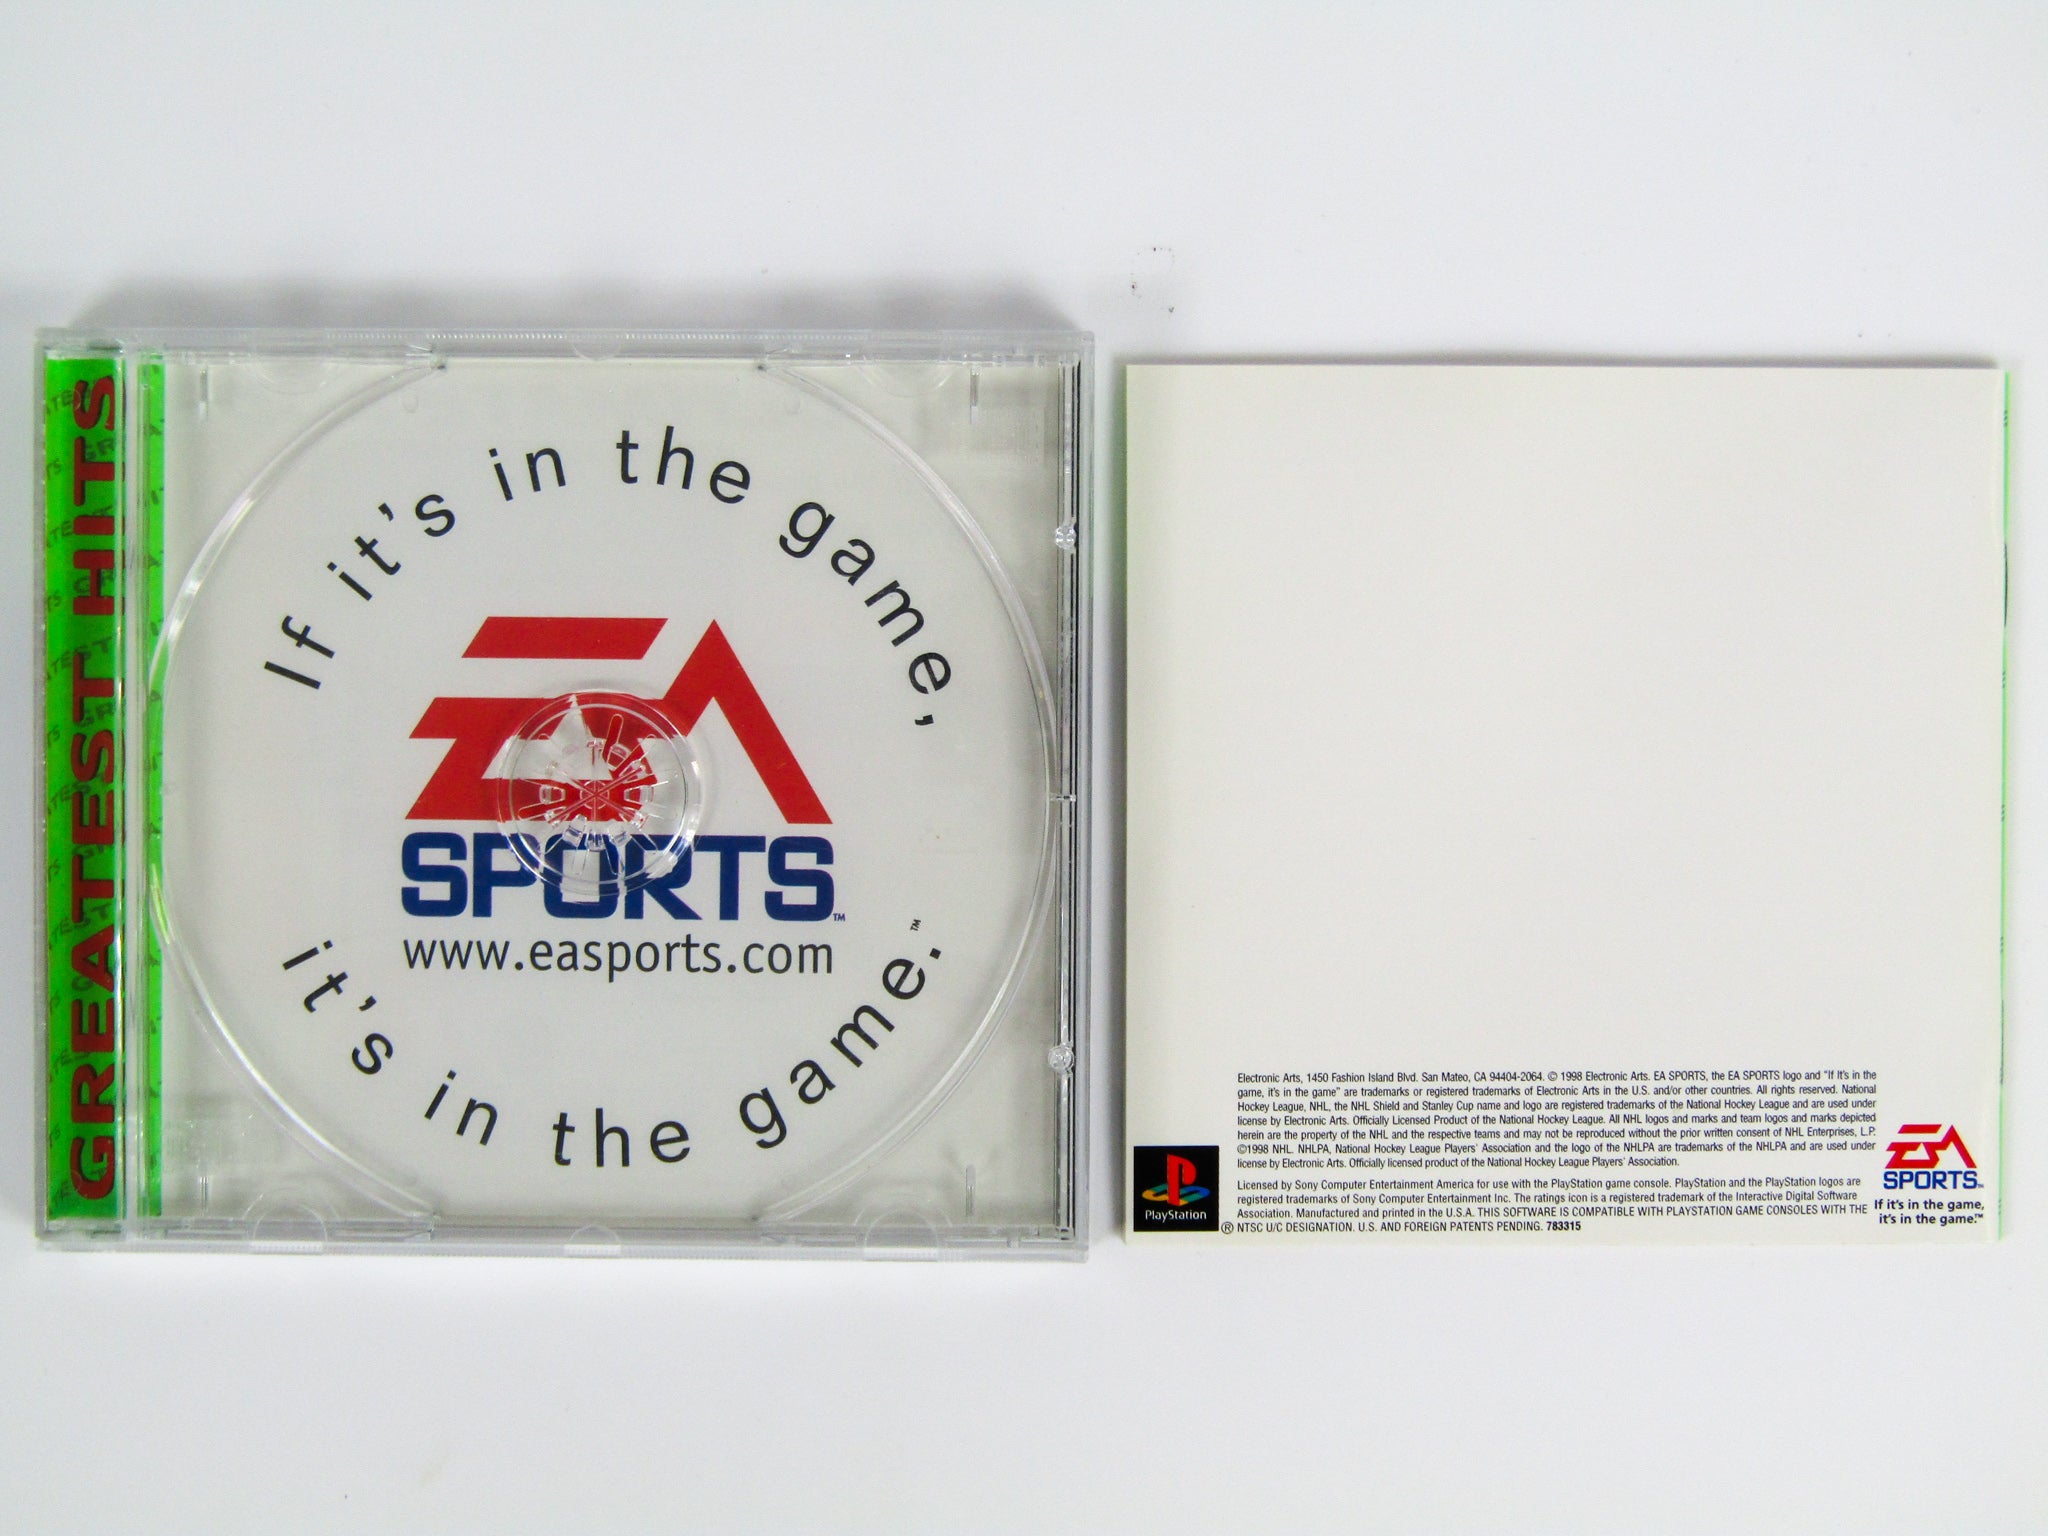 GREATEST HITS
If it's in the game,
EA
SPORTS™
www.easports.com
it's in the game.™
Electronic Arts, 1450 Fashion Island Blvd. San Mateo, CA 94404-2064. © 1998 Electronic Arts. EA SPORTS, the EA SPORTS logo and "If It's in the
game, it's in the game" are trademarks or registered trademarks of Electronic Arts in the U.S. and/or other countries. All rights reserved. National
Hockey League, NHL, the NHL Shield and Stanley Cup name and logo are registered trademarks of the National Hockey League and are used under
license by Electronic Arts. Officially Licensed Product of the National Hockey League. All NHL logos and marks and team logos and marks depicted
herein are the property of the NHL and the respective teams and may not be reproduced without the prior written consent of NHL Enterprises, L.P.
©1998 NHL. NHLPA, National Hockey League Players' Association and the logo of the NHLPA are trademarks of the NHLPA and are used under
license by Electronic Arts. Officially licensed product of the National Hockey League Players' Association.
Licensed by Sony Computer Entertainment America for use with the PlayStation game console. PlayStation and the PlayStation logos are
registered trademarks of Sony Computer Entertainment Inc. The ratings icon is a registered trademark of the Interactive Digital Software
Association. Manufactured and printed in the U.S.A. THIS SOFTWARE IS COMPATIBLE WITH PLAYSTATION GAME CONSOLES WITH THE
NTSC U/C DESIGNATION. U.S. AND FOREIGN PATENTS PENDING. 783315
PlayStation
®
EA
SPORTS™
If it's in the game,
it's in the game.™